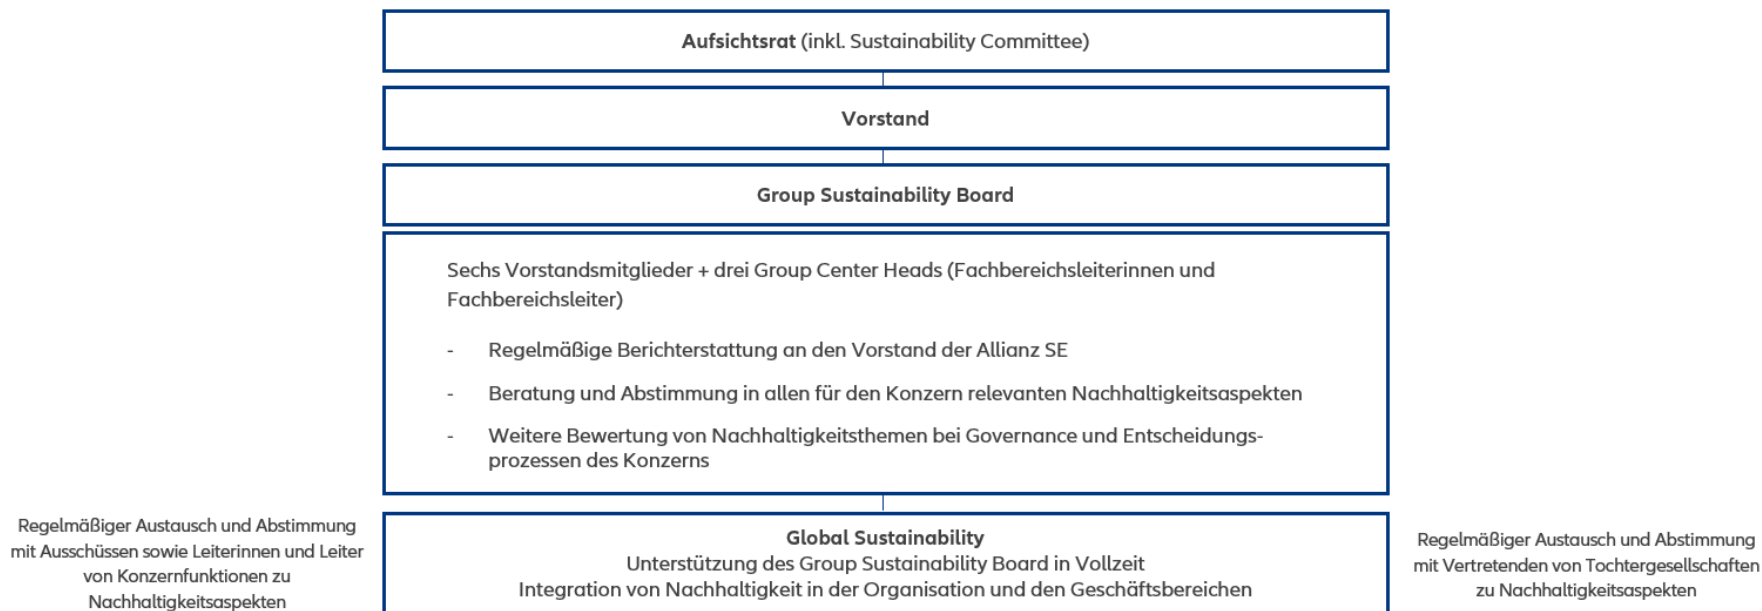 Aufsichtsrat (inkl. Sustainability Committee)
Vorstand
Group Sustainability Board
Sechs Vorstandsmitglieder + drei Group Center Heads (Fachbereichsleiterinnen und
Fachbereichsleiter)
- Regelmäßige Berichterstattung an den Vorstand der Allianz SE
- Beratung und Abstimmung in allen für den Konzern relevanten Nachhaltigkeitsaspekten
- Weitere Bewertung von Nachhaltigkeitsthemen bei Governance und Entscheidungs-
prozessen des Konzerns
Regelmäßiger Austausch und Abstimmung
mit Ausschüssen sowie Leiterinnen und Leiter
von Konzernfunktionen zu
Nachhaltigkeitsaspekten
Global Sustainability
Unterstützung des Group Sustainability Board in Vollzeit
Integration von Nachhaltigkeit in der Organisation und den Geschäftsbereichen
Regelmäßiger Austausch und Abstimmung
mit Vertretenden von Tochtergesellschaften
zu Nachhaltigkeitsaspekten